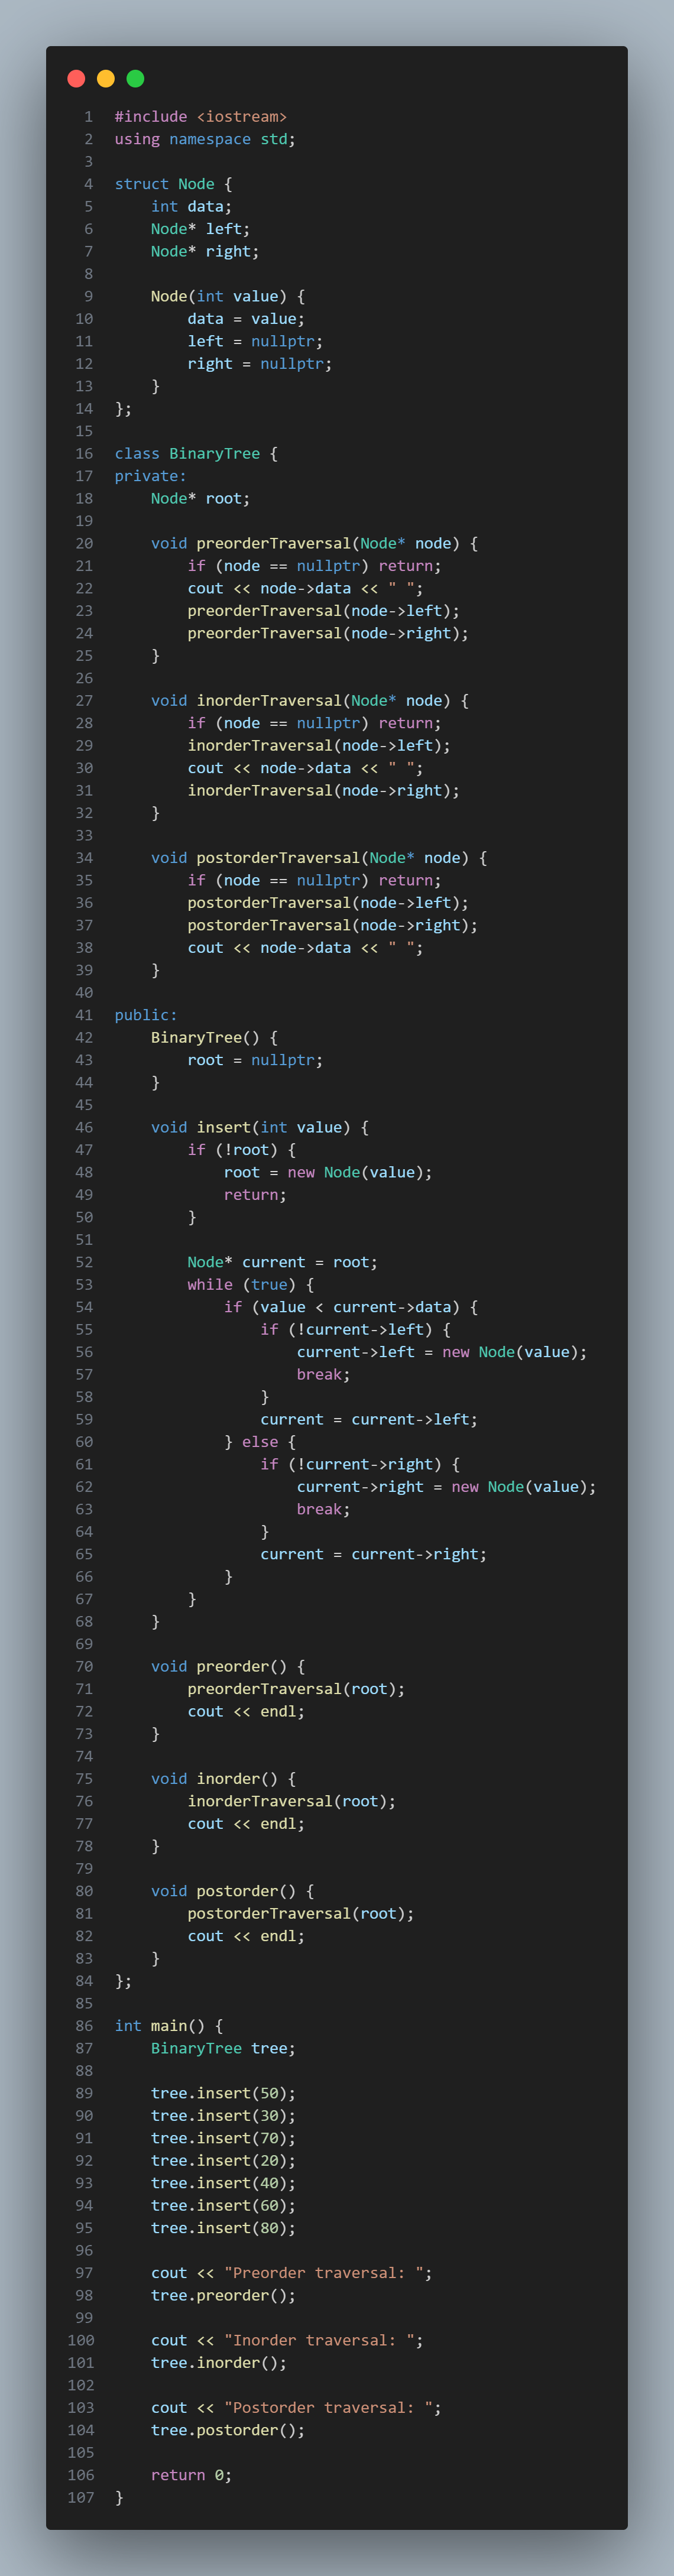 1 #include <iostream>
2 using namespace std;
3
4 struct Node {
5     int data;
6     Node* left;
7     Node* right;
8
9     Node(int value) {
10         data = value;
11         left = nullptr;
12         right = nullptr;
13     }
14 };
15
16 class BinaryTree {
17 private:
18     Node* root;
19
20     void preorderTraversal(Node* node) {
21         if (node == nullptr) return;
22         cout << node->data << " ";
23         preorderTraversal(node->left);
24         preorderTraversal(node->right);
25     }
26
27     void inorderTraversal(Node* node) {
28         if (node == nullptr) return;
29         inorderTraversal(node->left);
30         cout << node->data << " ";
31         inorderTraversal(node->right);
32     }
33
34     void postorderTraversal(Node* node) {
35         if (node == nullptr) return;
36         postorderTraversal(node->left);
37         postorderTraversal(node->right);
38         cout << node->data << " ";
39     }
40
41 public:
42     BinaryTree() {
43         root = nullptr;
44     }
45
46     void insert(int value) {
47         if (!root) {
48             root = new Node(value);
49             return;
50         }
51
52         Node* current = root;
53         while (true) {
54             if (value < current->data) {
55                 if (!current->left) {
56                     current->left = new Node(value);
57                     break;
58                 }
59                 current = current->left;
60             } else {
61                 if (!current->right) {
62                     current->right = new Node(value);
63                     break;
64                 }
65                 current = current->right;
66             }
67         }
68     }
69
70     void preorder() {
71         preorderTraversal(root);
72         cout << endl;
73     }
74
75     void inorder() {
76         inorderTraversal(root);
77         cout << endl;
78     }
79
80     void postorder() {
81         postorderTraversal(root);
82         cout << endl;
83     }
84 };
85
86 int main() {
87     BinaryTree tree;
88
89     tree.insert(50);
90     tree.insert(30);
91     tree.insert(70);
92     tree.insert(20);
93     tree.insert(40);
94     tree.insert(60);
95     tree.insert(80);
96
97     cout << "Preorder traversal: ";
98     tree.preorder();
99
100     cout << "Inorder traversal: ";
101     tree.inorder();
102
103     cout << "Postorder traversal: ";
104     tree.postorder();
105
106     return 0;
107 }